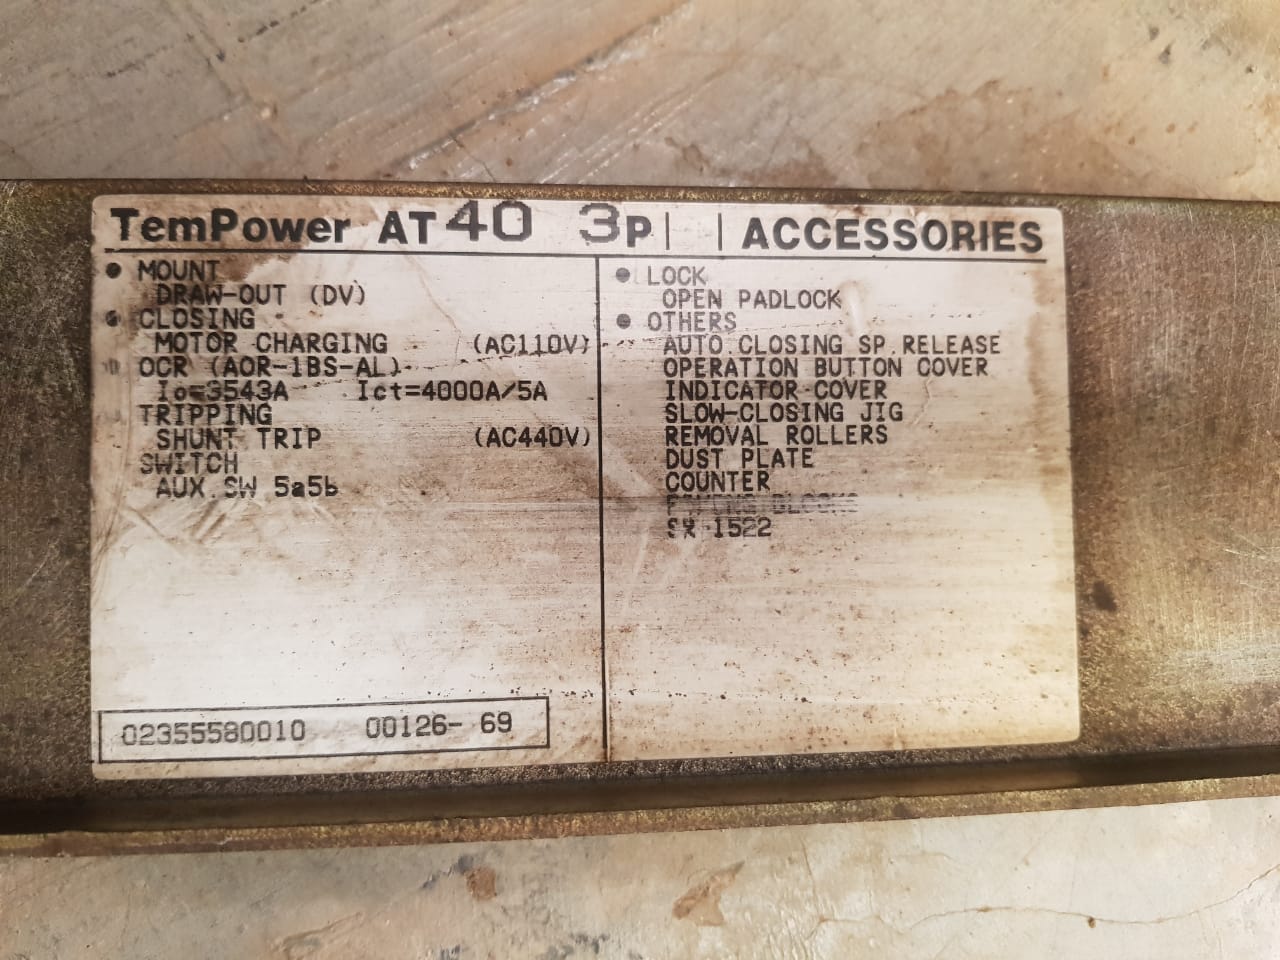 TemPower AT 40 3P ACCESSORIES
● MOUNT
DRAW-OUT (DV)
● CLOSING
MOTOR CHARGING (AC110V)
● OCR (AOR-1BS-AL)
Io=3543A Ict=4000A/5A
● TRIPPING
SHUNT TRIP (AC440V)
SWITCH
AUX.SW 5a5b
02355580010 00126- 69
● LOCK
OPEN PADLOCK
● OTHERS
AUTO.CLOSING SP.RELEASE
OPERATION BUTTON COVER
INDICATOR COVER
SLOW-CLOSING JIG
REMOVAL ROLLERS
DUST PLATE
COUNTER
1522